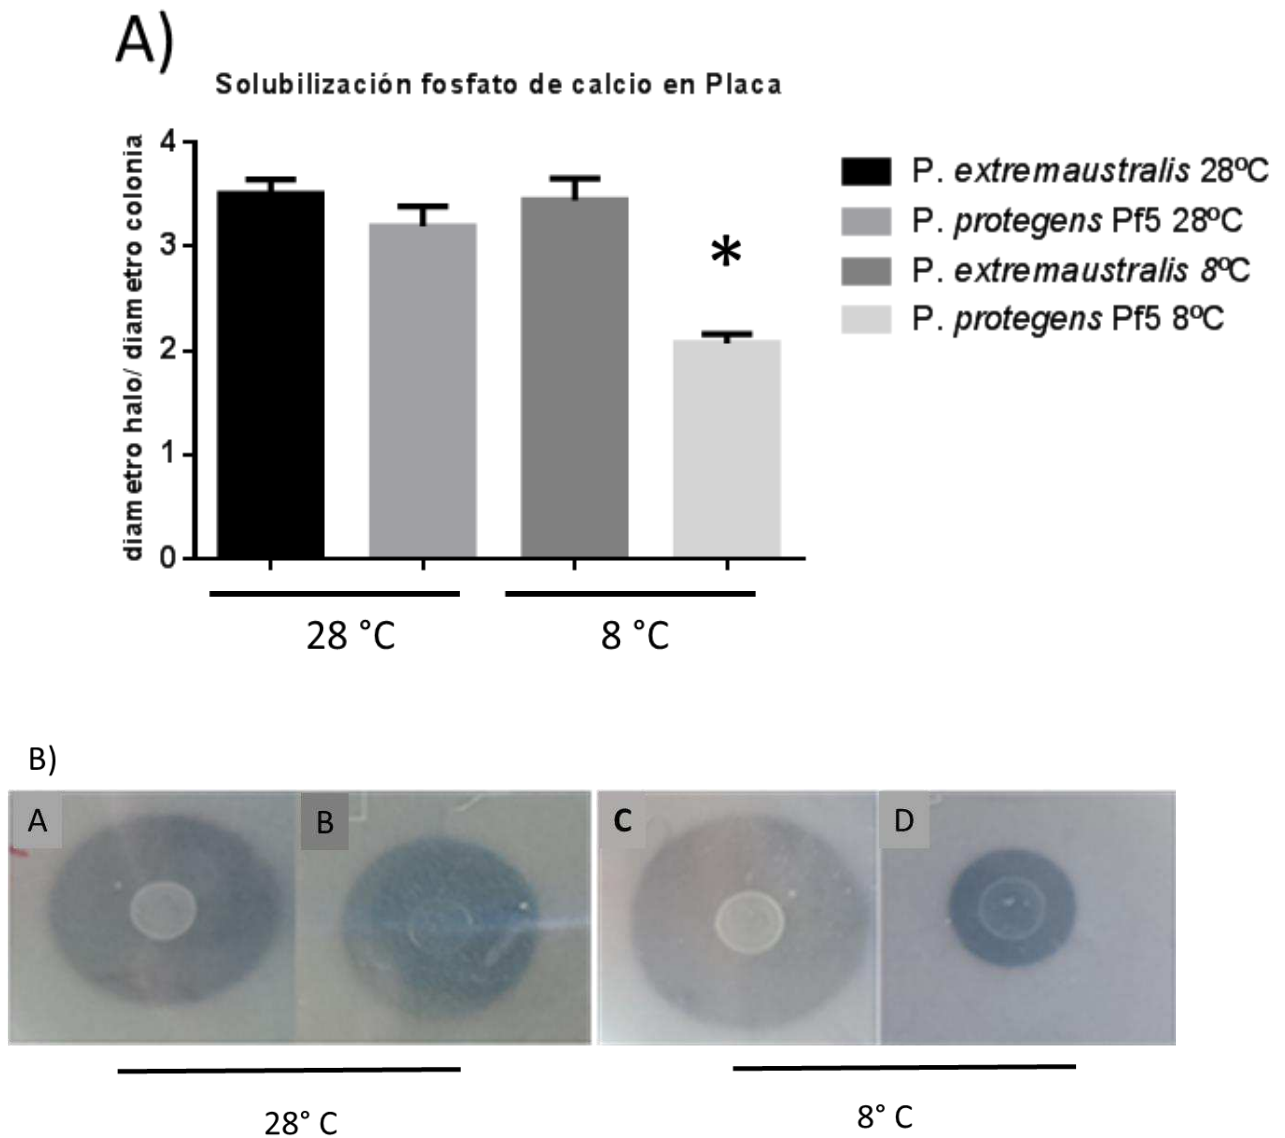 A)
Solubilización fosfato de calcio en Placa
diametro halo/ diametro colonia
4
3
2
1
0
*
P. extremaustralis 28ºC
P. protegens Pf5 28ºC
P. extremaustralis 8ºC
P. protegens Pf5 8ºC
28 °C
8 °C
B)
A
B
C
D
28° C
8° C